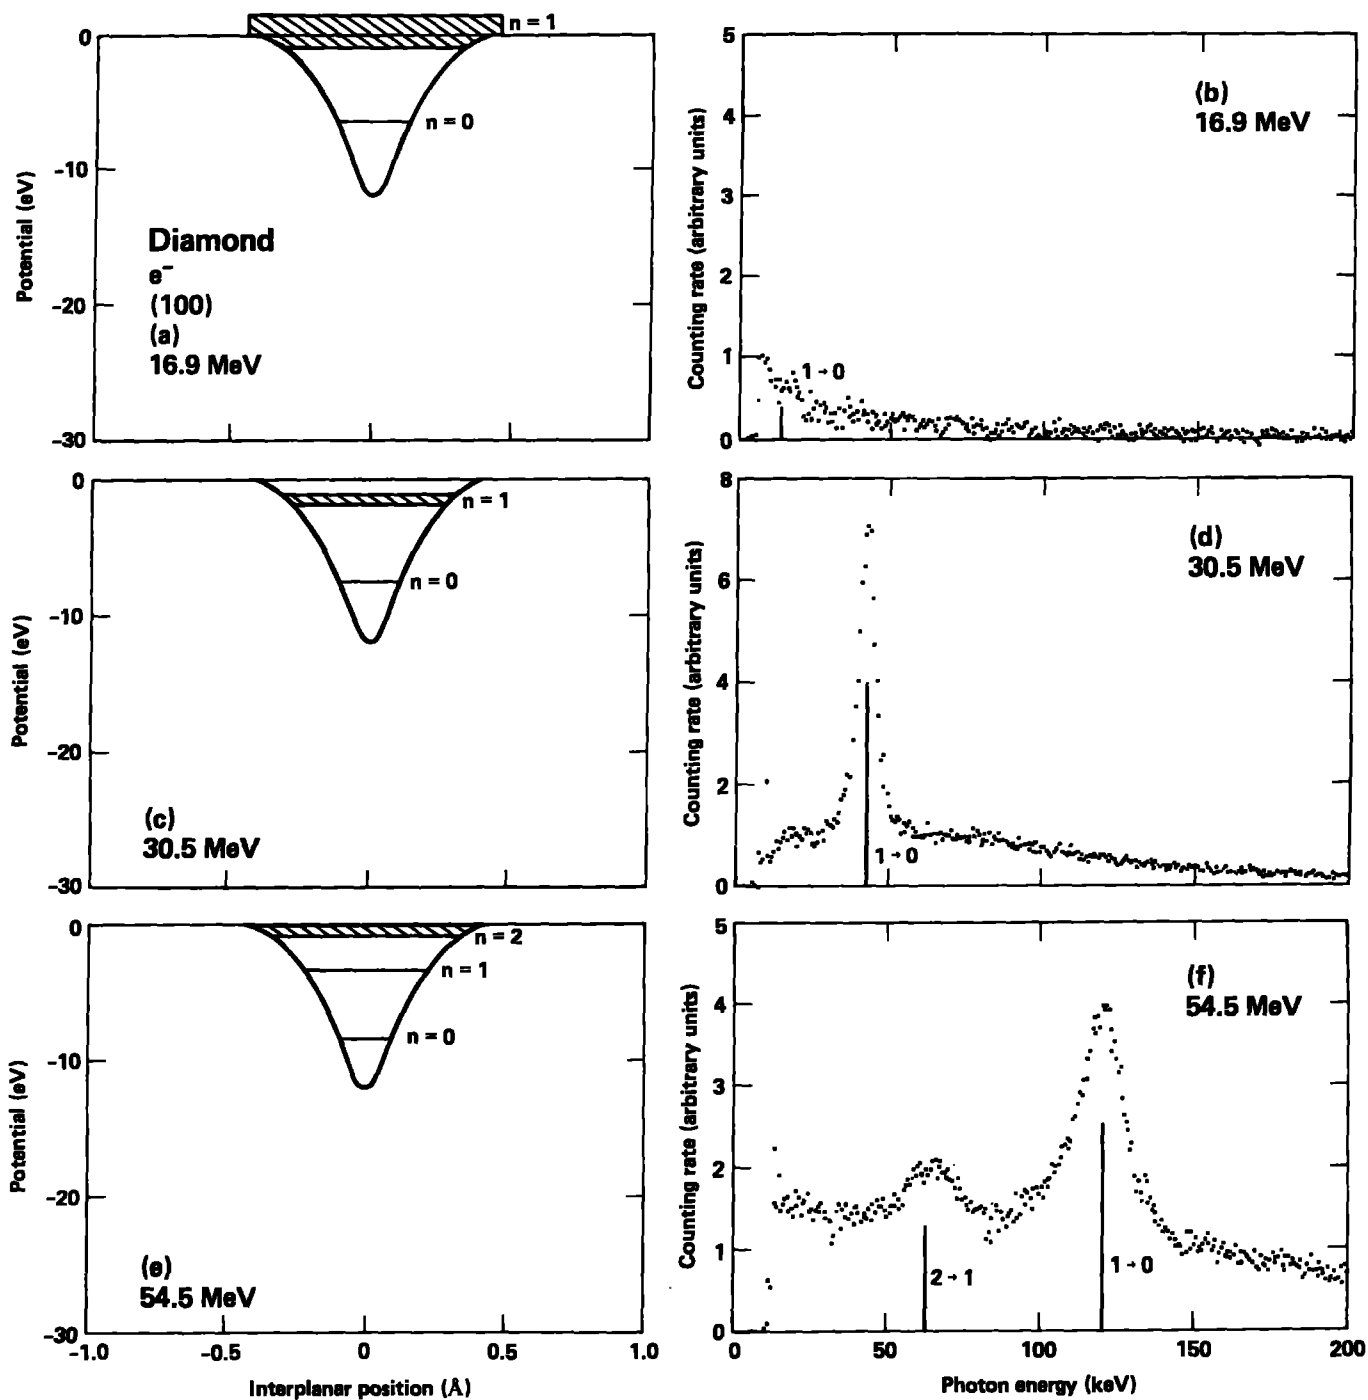 n = 1
0
n = 0
-10
Potential (eV)
Diamond
e⁻
(100)
(a)
16.9 MeV
-20
-30
5
4
3
2
1
0
Counting rate (arbitrary units)
(b)
16.9 MeV
1→0
0
n = 1
n = 0
-10
Potential (eV)
-20
(c)
30.5 MeV
-30
8
6
4
2
0
Counting rate (arbitrary units)
(d)
30.5 MeV
1→0
0
n = 2
n = 1
n = 0
-10
Potential (eV)
-20
(e)
54.5 MeV
-30
-1.0
-0.5
0
0.5
1.0
Interplanar position (Å)
5
4
3
2
1
0
Counting rate (arbitrary units)
(f)
54.5 MeV
2→1
1→0
0
50
100
150
200
Photon energy (keV)